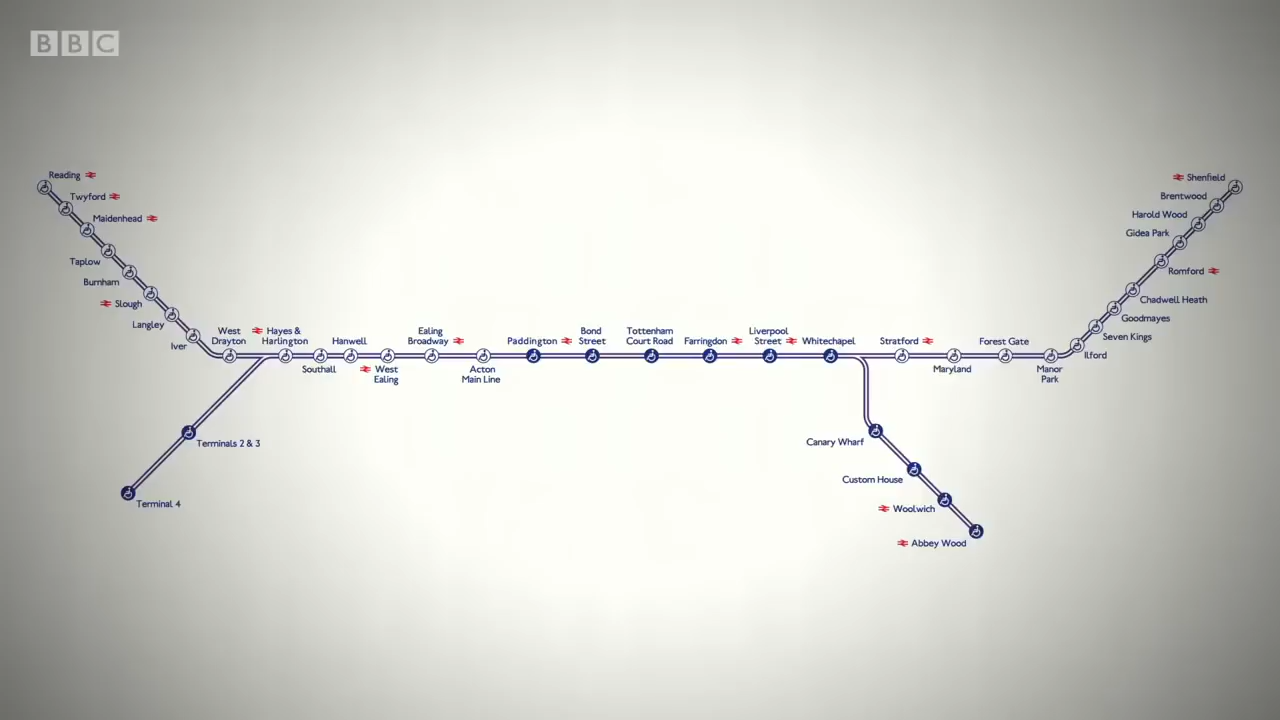 BBC
Reading
Twyford
Maidenhead
Taplow
Burnham
Slough
Langley
Iver
West
Drayton
Hayes &
Harlington
Southall
Hanwell
West
Ealing
Ealing
Broadway
Acton
Main Line
Paddington
Bond
Street
Tottenham
Court Road
Farringdon
Liverpool
Street
Whitechapel
Stratford
Maryland
Forest Gate
Manor
Park
Ilford
Seven Kings
Goodmayes
Chadwell Heath
Romford
Gidea Park
Harold Wood
Brentwood
Shenfield
Terminals 2 & 3
Terminal 4
Canary Wharf
Custom House
Woolwich
Abbey Wood